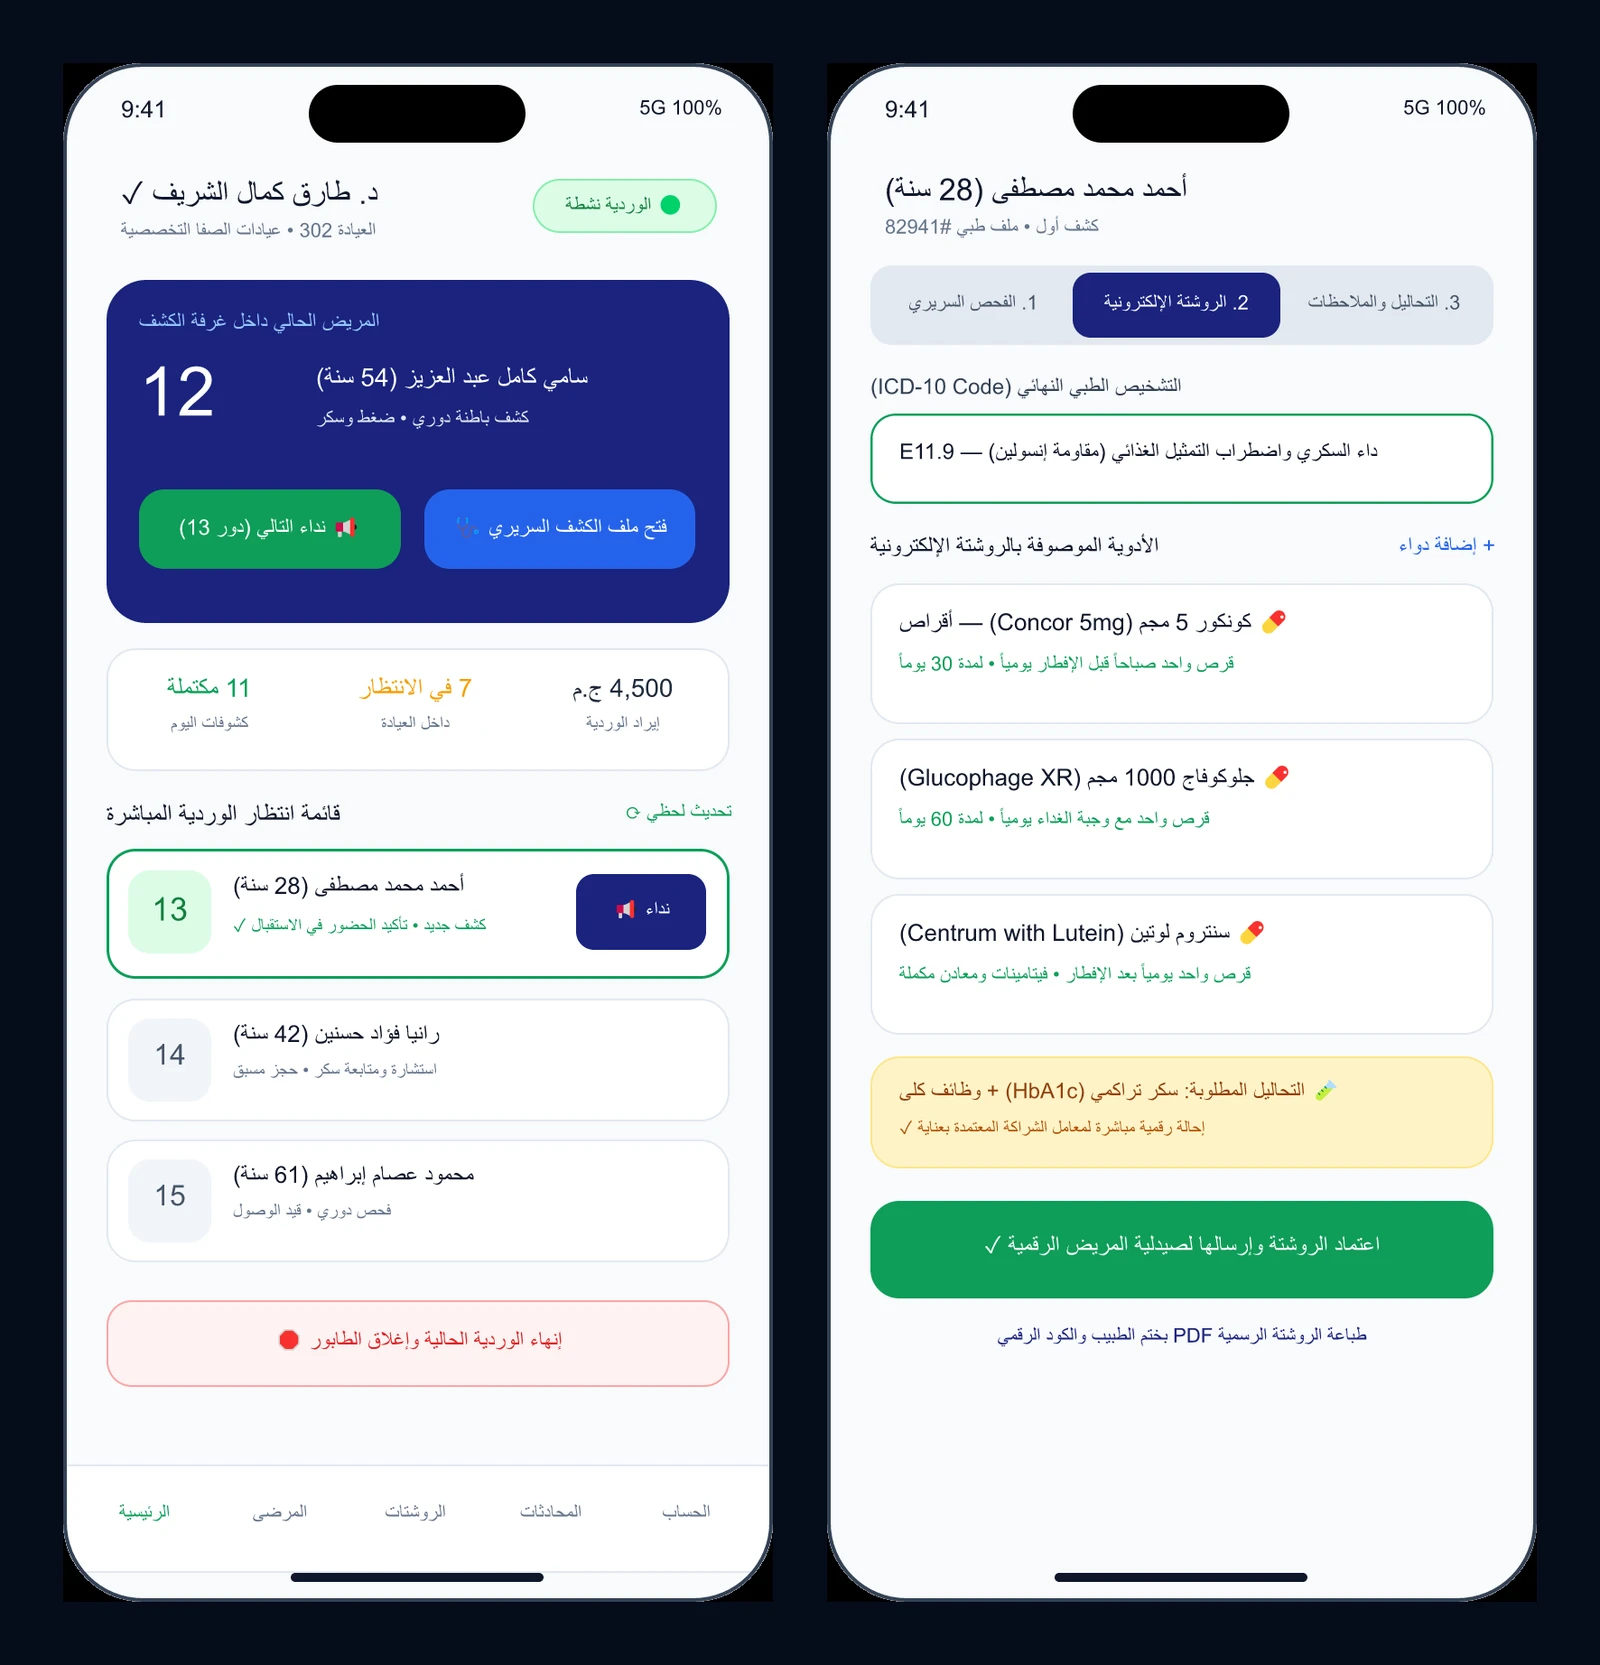 9:41
5G 100%
د. طارق كمال الشريف ✓
الوردية نشطة
العيادة 302 • عيادات الصفا التخصصية
المريض الحالي داخل غرفة الكشف
12
سامي كامل عبد العزيز (54 سنة)
كشف باطنة دوري • ضغط وسكر
📢 نداء التالي (دور 13)
فتح ملف الكشف السريري 🩺
11 مكتملة
كشوفات اليوم
7 في الانتظار
داخل العيادة
4,500 ج.م
إيراد الوردية
قائمة انتظار الوردية المباشرة
تحديث لحظي ⟳
13
أحمد محمد مصطفى (28 سنة)
كشف جديد • تأكيد الحضور في الاستقبال ✓
نداء 📢
14
رانيا فؤاد حسنين (42 سنة)
استشارة ومتابعة سكر • حجز مسبق
15
محمود عصام إبراهيم (61 سنة)
فحص دوري • قيد الوصول
إنهاء الوردية الحالية وإغلاق الطابور 🛑
الرئيسية
المرضى
الروشتات
المحادثات
الحساب
9:41
5G 100%
أحمد محمد مصطفى (28 سنة)
كشف أول • ملف طبي #82941
1. الفحص السريري
2. الروشتة الإلكترونية
3. التحاليل والملاحظات
التشخيص الطبي النهائي (ICD-10 Code)
داء السكري واضطراب التمثيل الغذائي (مقاومة إنسولين) — E11.9
الأدوية الموصوفة بالروشتة الإلكترونية
+ إضافة دواء
💊 كونكور 5 مجم (Concor 5mg) — أقراص
قرص واحد صباحاً قبل الإفطار يومياً • لمدة 30 يوماً
💊 جلوكوفاج 1000 مجم (Glucophage XR)
قرص واحد مع وجبة الغداء يومياً • لمدة 60 يوماً
💊 سنتروم لوتين (Centrum with Lutein)
قرص واحد يومياً بعد الإفطار • فيتامينات ومعادن مكملة
🧪 التحاليل المطلوبة: سكر تراكمي (HbA1c) + وظائف كلى
إحالة رقمية مباشرة لمعامل الشراكة المعتمدة بعناية ✓
اعتماد الروشتة وإرسالها لصيدلية المريض الرقمية ✓
طباعة الروشتة الرسمية PDF بختم الطبيب والكود الرقمي